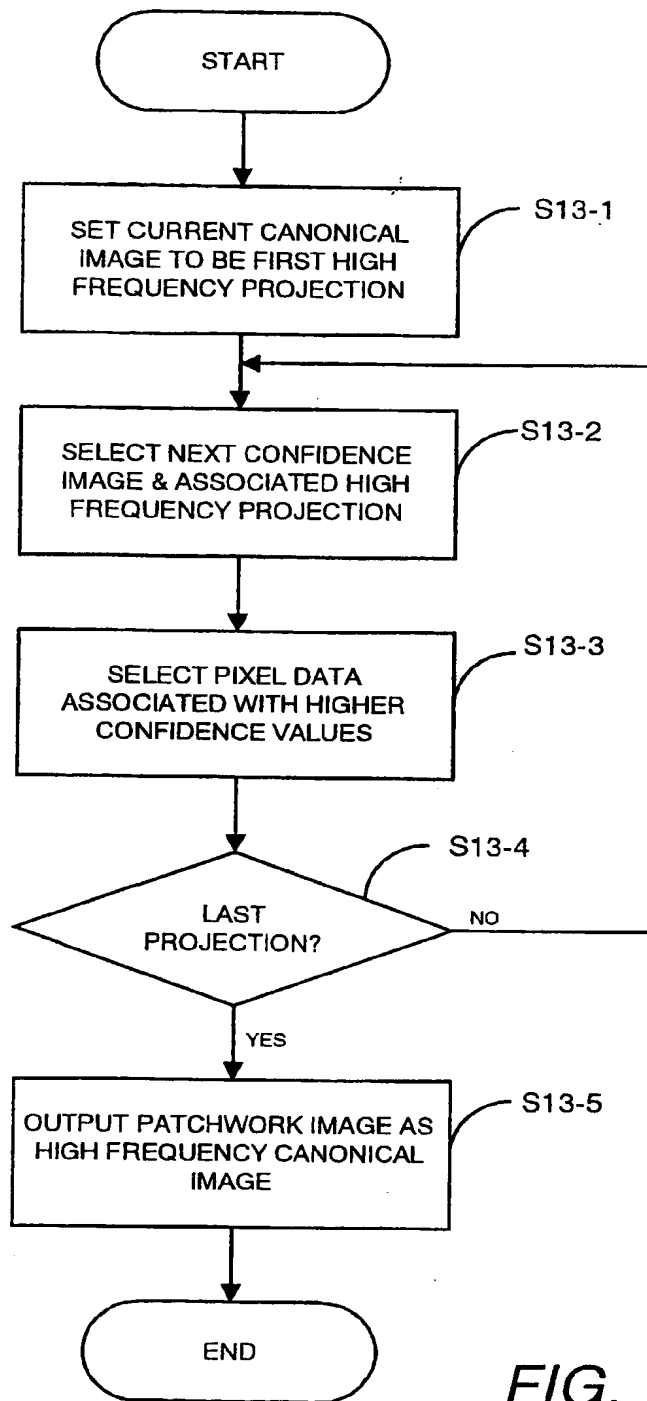 START
SET CURRENT CANONICAL
IMAGE TO BE FIRST HIGH
FREQUENCY PROJECTION
S13-1
SELECT NEXT CONFIDENCE
IMAGE & ASSOCIATED HIGH
FREQUENCY PROJECTION
S13-2
SELECT PIXEL DATA
ASSOCIATED WITH HIGHER
CONFIDENCE VALUES
S13-3
LAST
PROJECTION?
S13-4
NO
YES
OUTPUT PATCHWORK IMAGE AS
HIGH FREQUENCY CANONICAL
IMAGE
S13-5
END
FIG.